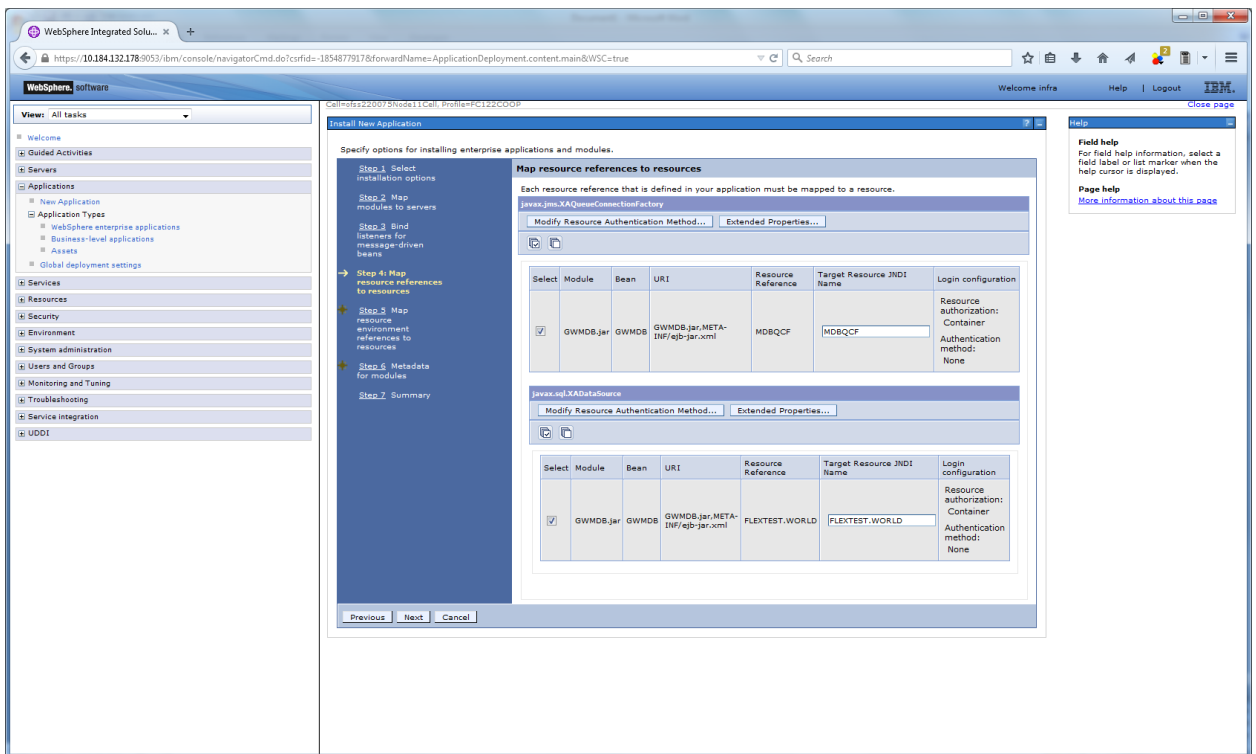 WebSphere Integrated Solu...
https://10.184.132.178:9053/ibm/console/navigatorCmd.do?csrfid=-1854877917&forwardName=ApplicationDeployment.content.main&WSC=true
Search
2
WebSphere. software
Welcome infra
Help | Logout
IBM.
View: All tasks
Welcome
Guided Activities
Servers
Applications
New Application
Application Types
WebSphere enterprise applications
Business-level applications
Assets
Global deployment settings
Services
Resources
Security
Environment
System administration
Users and Groups
Monitoring and Tuning
Troubleshooting
Service integration
UDDI
Cell=ofss220075Node11Cell, Profile=FC122COOP
Close page
Install New Application
Specify options for installing enterprise applications and modules.
Step 1 Select
installation options
Step 2 Map
modules to servers
Step 3 Bind
listeners for
message-driven
beans
Step 4: Map
resource references
to resources
Step 5 Map
resource
environment
references to
resources
Step 6 Metadata
for modules
Step 7 Summary
Map resource references to resources
Each resource reference that is defined in your application must be mapped to a resource.
javax.jms.XAQueueConnectionFactory
Modify Resource Authentication Method... Extended Properties...
Select Module Bean URI Resource Reference Target Resource JNDI Name Login configuration
GWMDB.jar GWMDB GWMDB.jar,META-INF/ejb-jar.xml MDBQCF MDBQCF
Resource
authorization:
Container
Authentication
method:
None
javax.sql.XADataSource
Modify Resource Authentication Method... Extended Properties...
Select Module Bean URI Resource Reference Target Resource JNDI Name Login configuration
GWMDB.jar GWMDB GWMDB.jar,META-INF/ejb-jar.xml FLEXTEST.WORLD FLEXTEST.WORLD
Resource
authorization:
Container
Authentication
method:
None
Previous Next Cancel
Help
Field help
For field help information, select a
field label or list marker when the
help cursor is displayed.
Page help
More information about this page